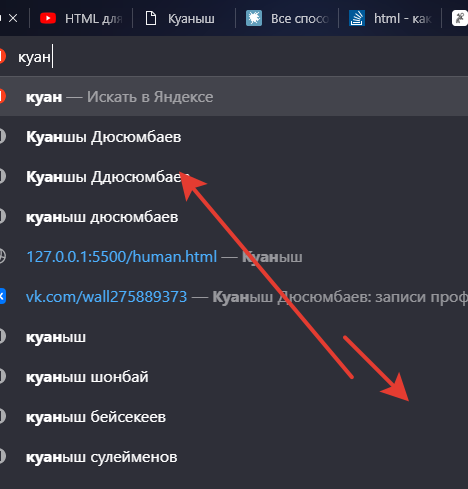 HTML для
Куаныш
Все спосо
html - как
куан
куан — Искать в Яндексе
Куаншы Дюсюмбаев
Куаншы Ддюсюмбаев
куаныш дюсюмбаев
127.0.0.1:5500/human.html — Куаныш
vk.com/wall275889373 — Куаныш Дюсюмбаев: записи проф
куаныш
куаныш шонбай
куаныш бейсекеев
куаныш сулейменов